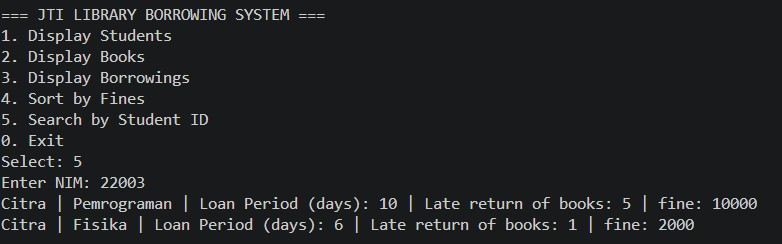 === JTI LIBRARY BORROWING SYSTEM ===
1. Display Students
2. Display Books
3. Display Borrowings
4. Sort by Fines
5. Search by Student ID
0. Exit
Select: 5
Enter NIM: 22003
Citra | Pemrograman | Loan Period (days): 10 | Late return of books: 5 | fine: 10000
Citra | Fisika | Loan Period (days): 6 | Late return of books: 1 | fine: 2000